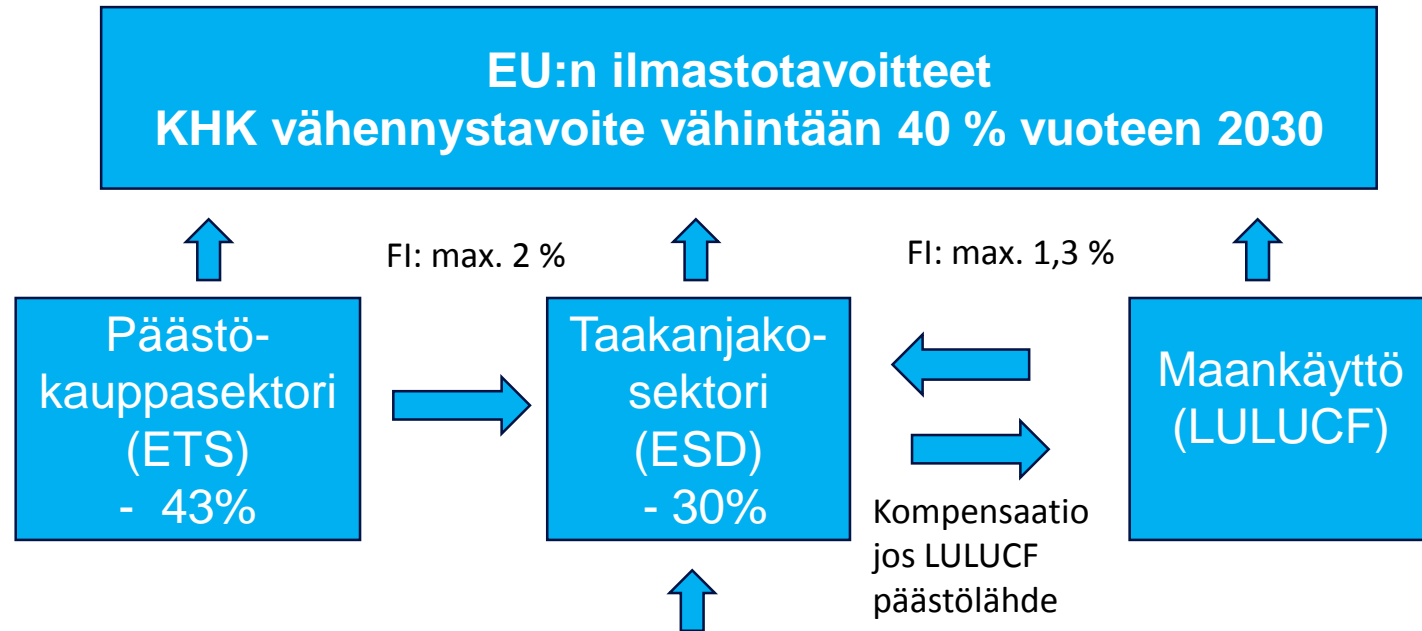 EU:n ilmastotavoitteet
KHK vähennystavoite vähintään 40 % vuoteen 2030
FI: max. 2 %
FI: max. 1,3 %
Päästö-
kauppasektori
(ETS)
- 43%
Taakanjako-
sektori
(ESD)
- 30%
Maankäyttö
(LULUCF)
Kompensaatio
jos LULUCF
päästölähde